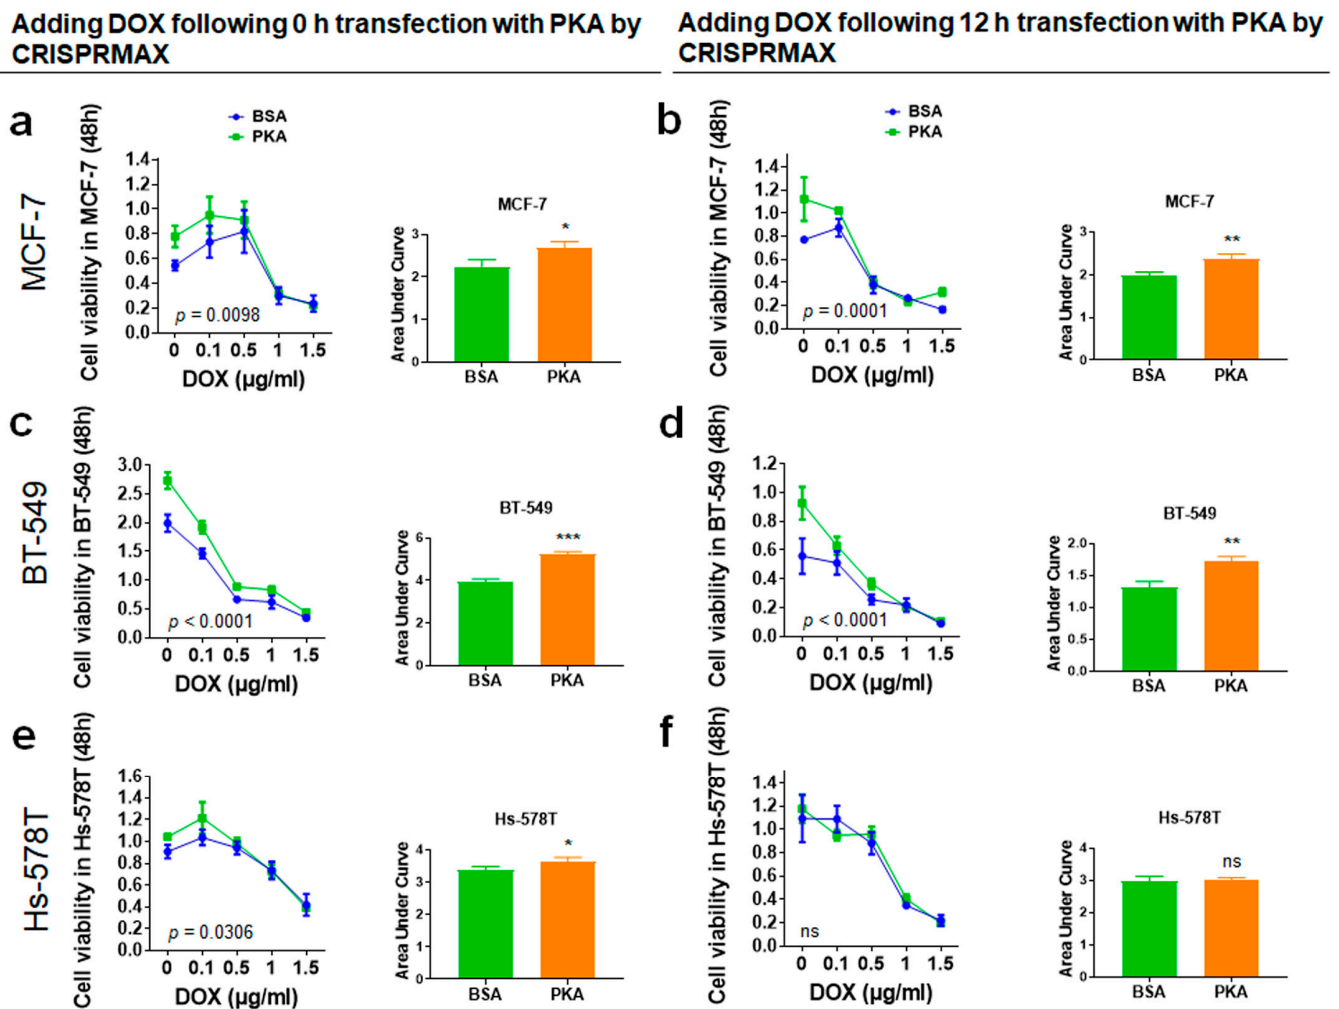 Adding DOX following 0 h transfection with PKA by
CRISPRMAX
Adding DOX following 12 h transfection with PKA by
CRISPRMAX
MCF-7
a
BSA
PKA
Cell viability in MCF-7 (48h)
1.4
1.2
1.0
0.8
0.6
0.4
0.2
0.0
p = 0.0098
0 0.1 0.5 1 1.5
DOX (µg/ml)
MCF-7
Area Under Curve
3
2
1
0
*
BSA PKA
b
BSA
PKA
Cell viability in MCF-7 (48h)
1.4
1.2
1.0
0.8
0.6
0.4
0.2
0.0
p = 0.0001
0 0.1 0.5 1 1.5
DOX (µg/ml)
MCF-7
Area Under Curve
3
2
1
0
**
BSA PKA
BT-549
c
Cell viability in BT-549 (48h)
3.0
2.5
2.0
1.5
1.0
0.5
0.0
p < 0.0001
0 0.1 0.5 1 1.5
DOX (µg/ml)
BT-549
Area Under Curve
6
4
2
0
***
BSA PKA
d
Cell viability in BT-549 (48h)
1.2
1.0
0.8
0.6
0.4
0.2
0.0
p < 0.0001
0 0.1 0.5 1 1.5
DOX (µg/ml)
BT-549
Area Under Curve
2.0
1.5
1.0
0.5
0.0
**
BSA PKA
Hs-578T
e
Cell viability in Hs-578T (48h)
1.6
1.4
1.2
1.0
0.8
0.6
0.4
0.2
0.0
p = 0.0306
0 0.1 0.5 1 1.5
DOX (µg/ml)
Hs-578T
Area Under Curve
4
3
2
1
0
*
BSA PKA
f
Cell viability in Hs-578T (48h)
1.4
1.2
1.0
0.8
0.6
0.4
0.2
0.0
ns
0 0.1 0.5 1 1.5
DOX (µg/ml)
Hs-578T
Area Under Curve
4
3
2
1
0
ns
BSA PKA